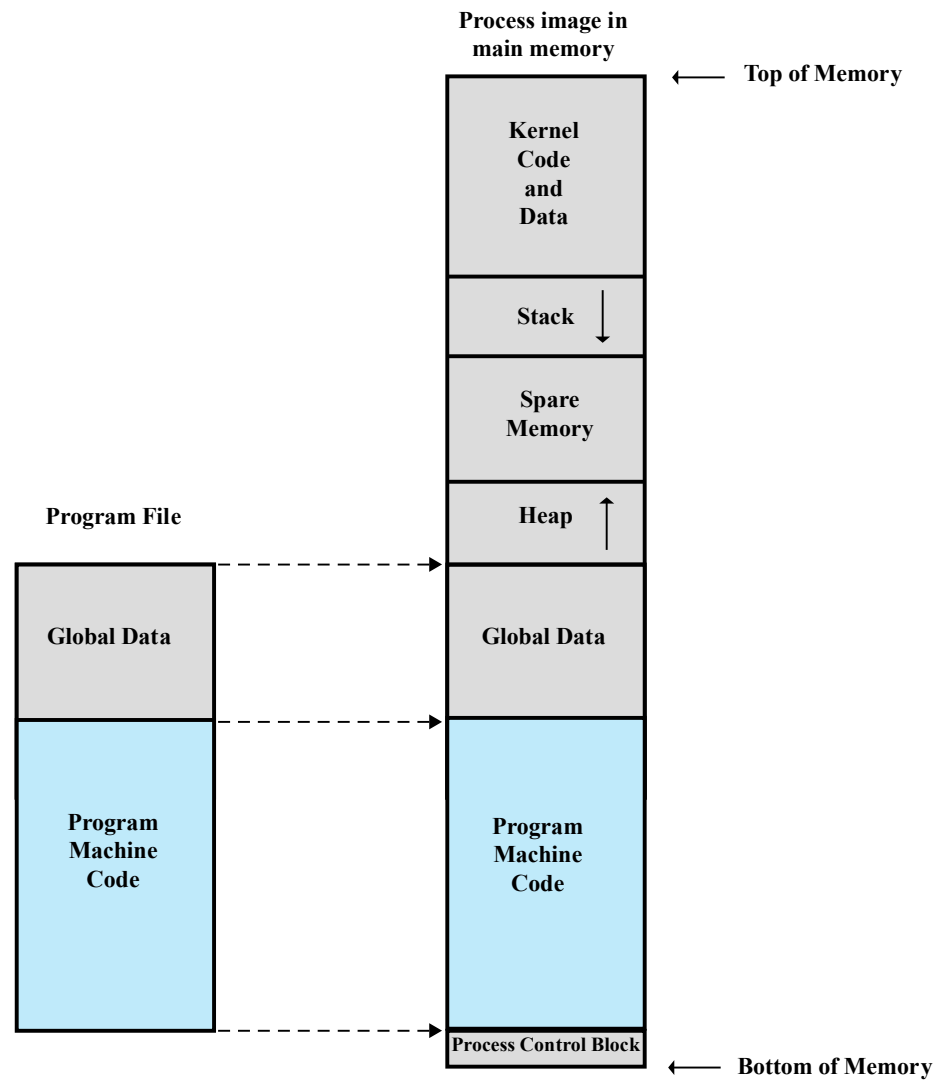 Process image in
main memory
Top of Memory
Kernel
Code
and
Data
Stack
Spare
Memory
Heap
Program File
Global Data
Global Data
Program
Machine
Code
Program
Machine
Code
Process Control Block
Bottom of Memory